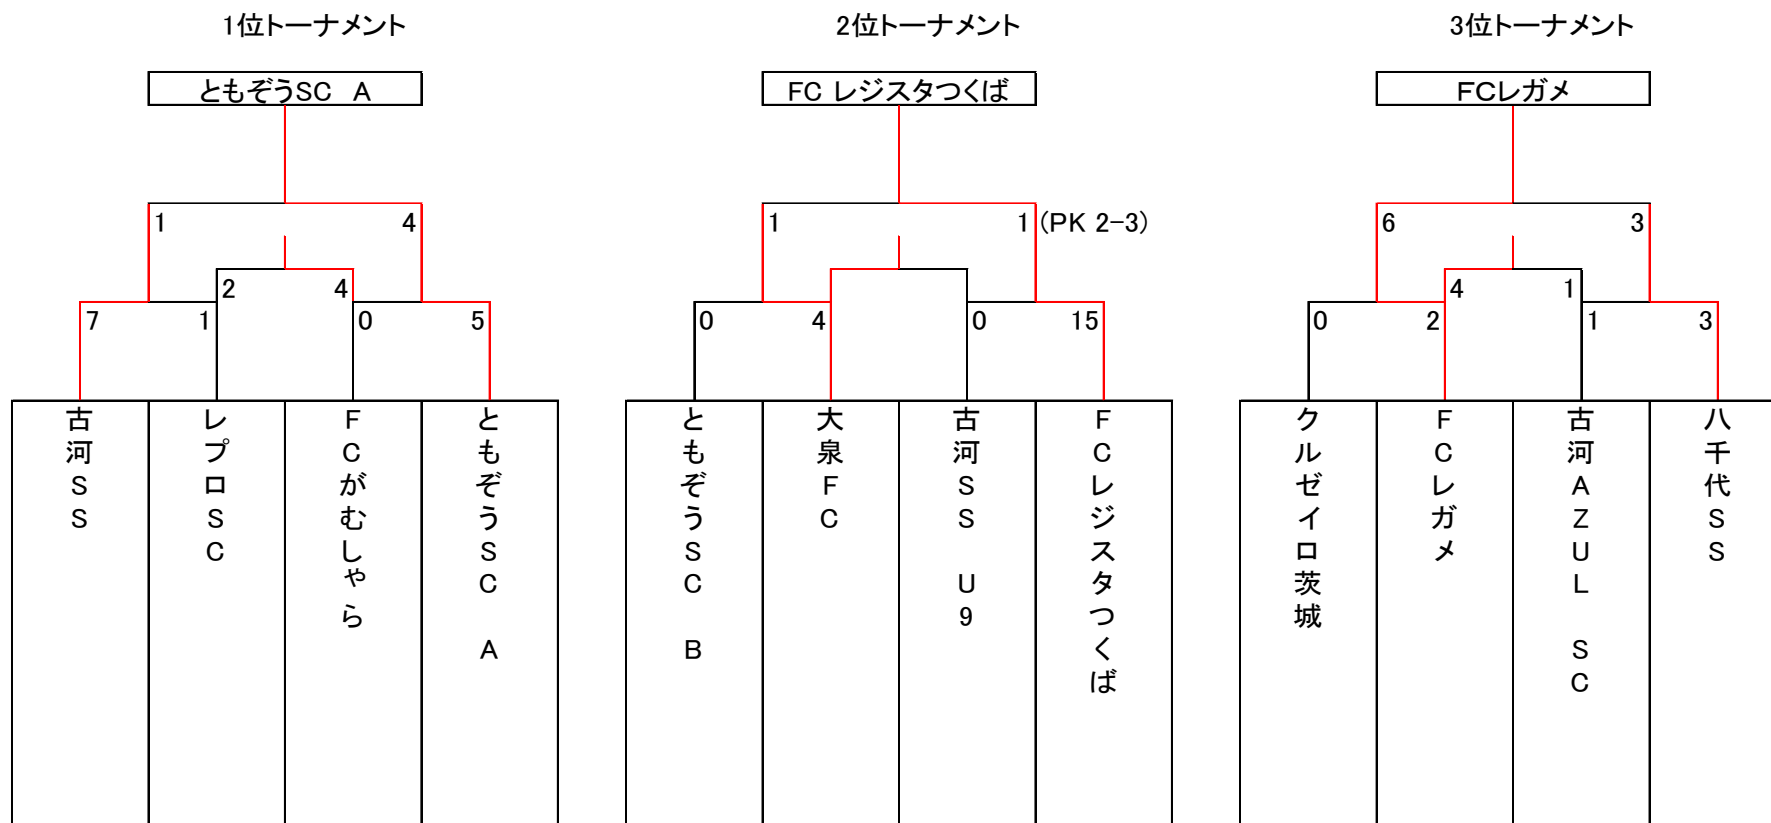 1位トーナメント
2位トーナメント
3位トーナメント
ともぞうSC　A
FC レジスタつくば
FCレガメ
1
4
1
1
(PK 2-3)
6
3
2
4
4
1
7
1
0
5
0
4
0
15
0
2
1
3
古河SS
レプロSC
FCがむしゃら
ともぞうSC　A
ともぞうSC　B
大泉FC
古河SS　U9
FCレジスタつくば
クルゼイロ茨城
FCレガメ
古河AZUL　SC
八千代SS